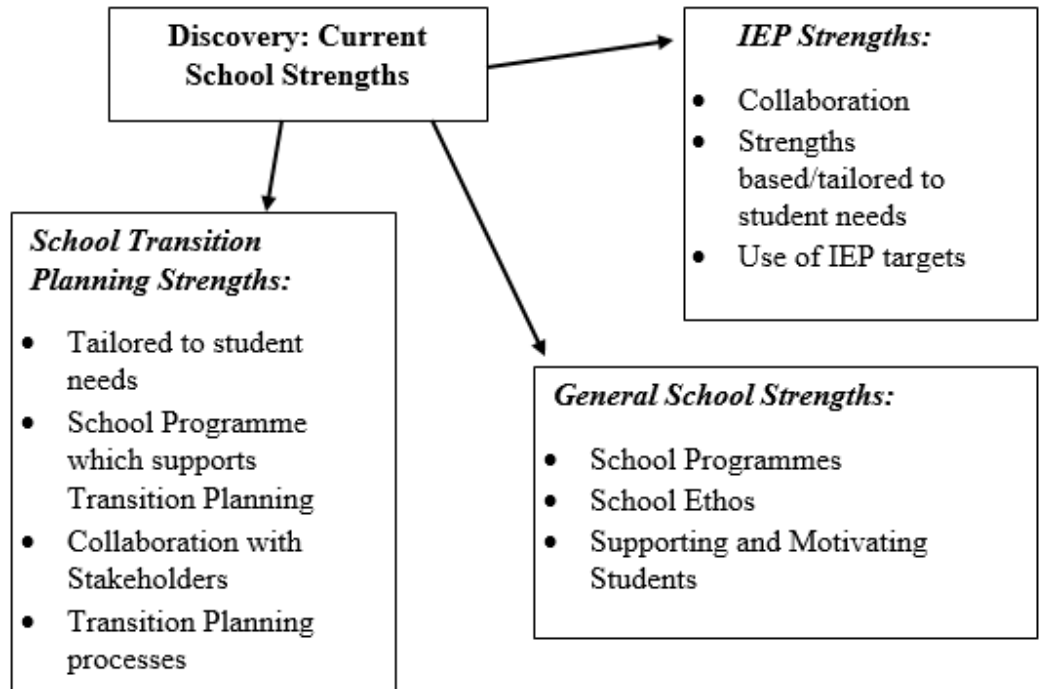 Discovery: Current
School Strengths
IEP Strengths:
• Collaboration
• Strengths
based/tailored to
student needs
• Use of IEP targets
School Transition
Planning Strengths:
• Tailored to student
needs
• School Programme
which supports
Transition Planning
• Collaboration with
Stakeholders
• Transition Planning
processes
General School Strengths:
• School Programmes
• School Ethos
• Supporting and Motivating
Students